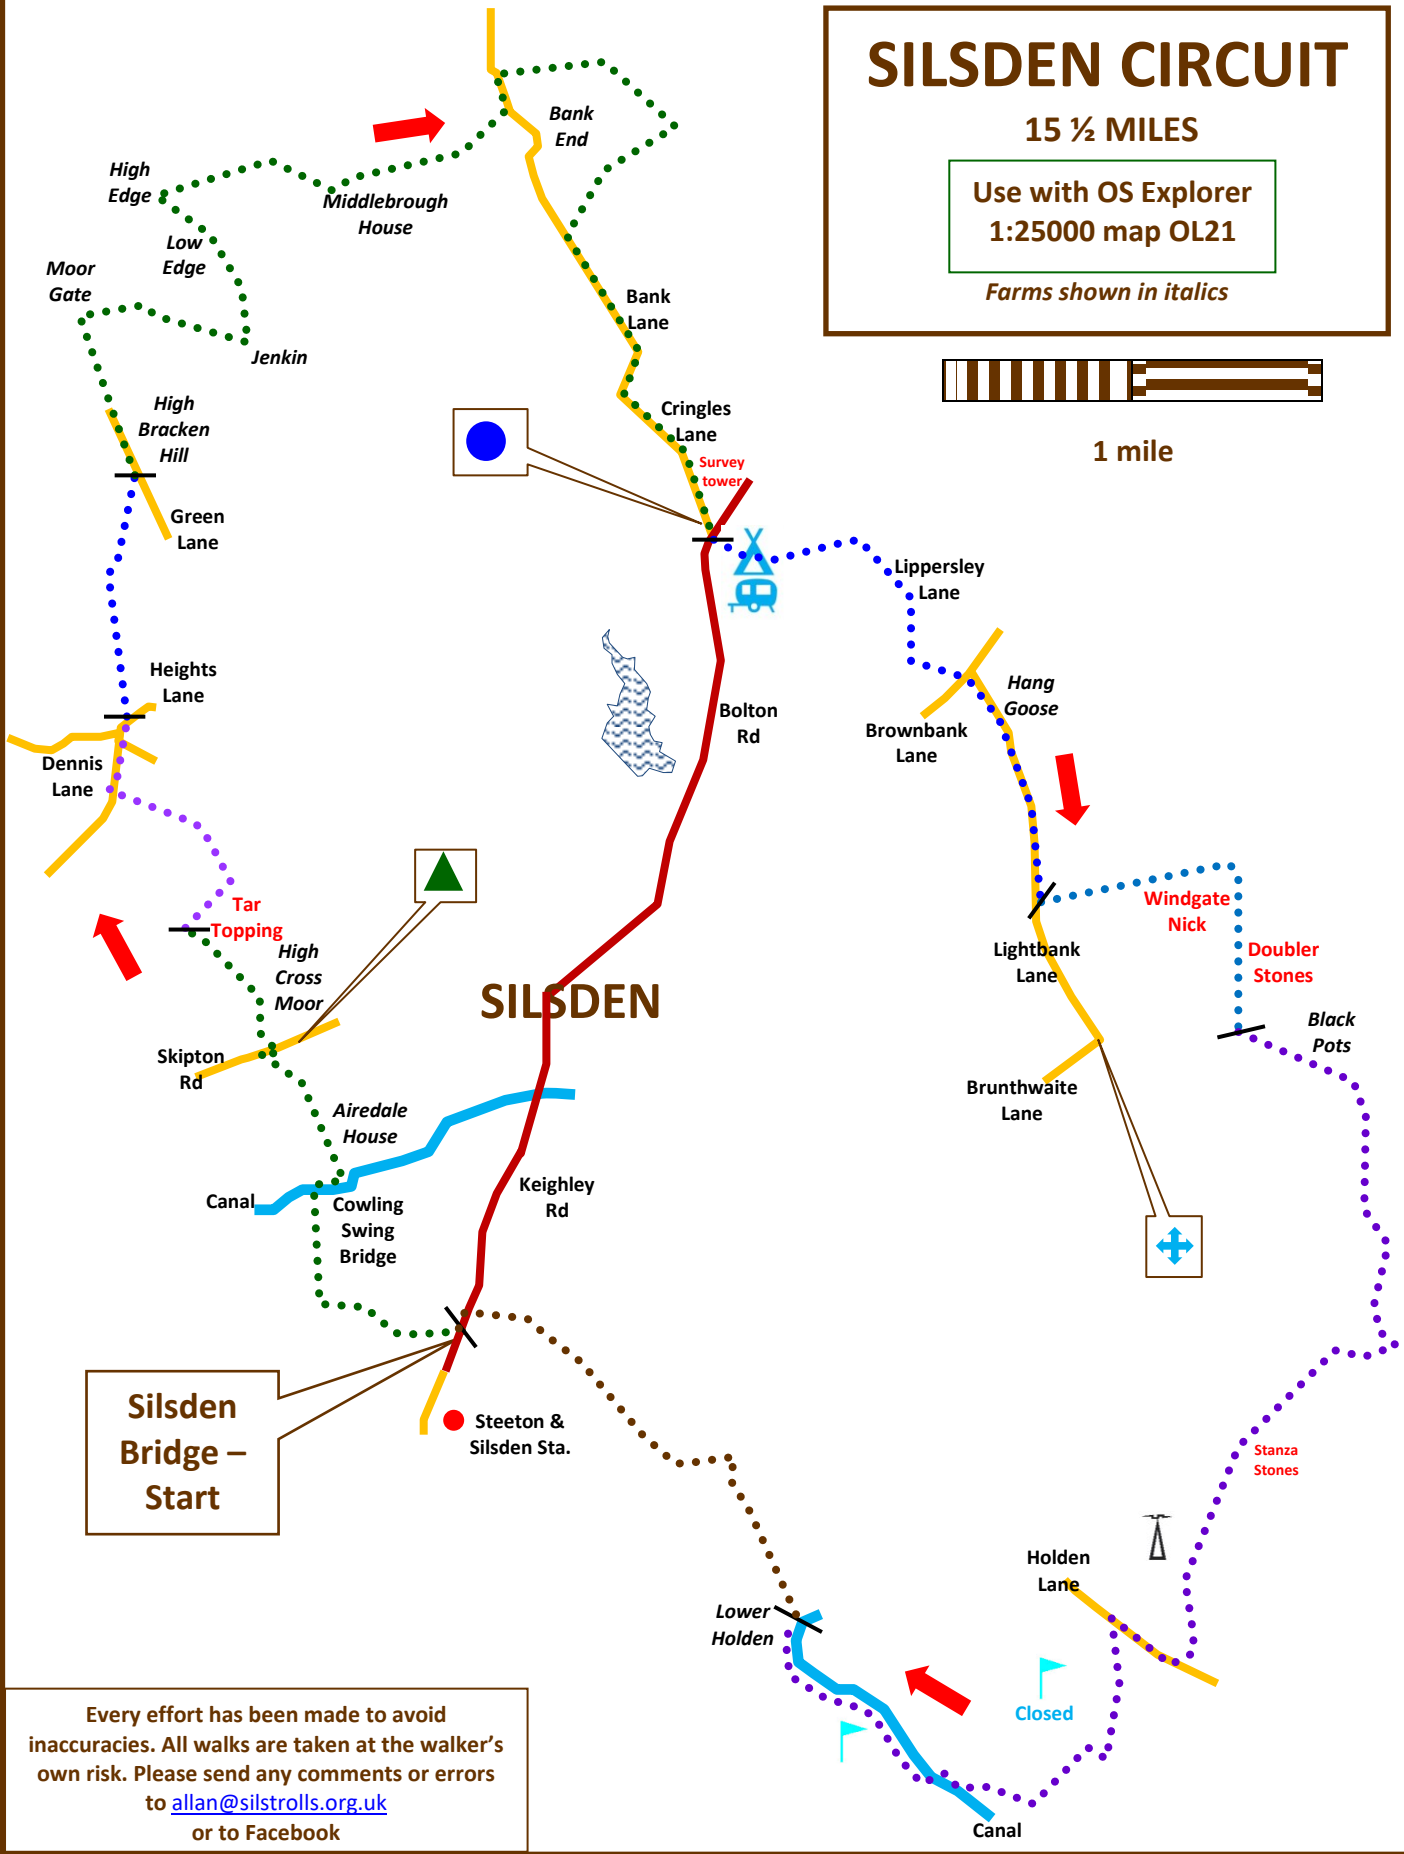 SILSDEN CIRCUIT
15 ½ MILES
Use with OS Explorer
1:25000 map OL21
Farms shown in italics
1 mile
Bank
End
High
Edge
Middlebrough
House
Low
Edge
Moor
Gate
Jenkin
Bank
Lane
High
Bracken
Hill
Cringles
Lane
Survey
tower
Green
Lane
Lippersley
Lane
Heights
Lane
Hang
Goose
Bolton
Rd
Brownbank
Lane
Dennis
Lane
Tar
Topping
Windgate
Nick
High
Cross
Moor
Lightbank
Lane
Doubler
Stones
SILSDEN
Black
Pots
Skipton
Rd
Brunthwaite
Lane
Airedale
House
Keighley
Rd
Canal
Cowling
Swing
Bridge
Silsden
Bridge –
Start
Steeton &
Silsden Sta.
Stanza
Stones
Holden
Lane
Lower
Holden
Closed
Canal
Every effort has been made to avoid
inaccuracies. All walks are taken at the walker’s
own risk. Please send any comments or errors
to allan@silstrolls.org.uk
or to Facebook